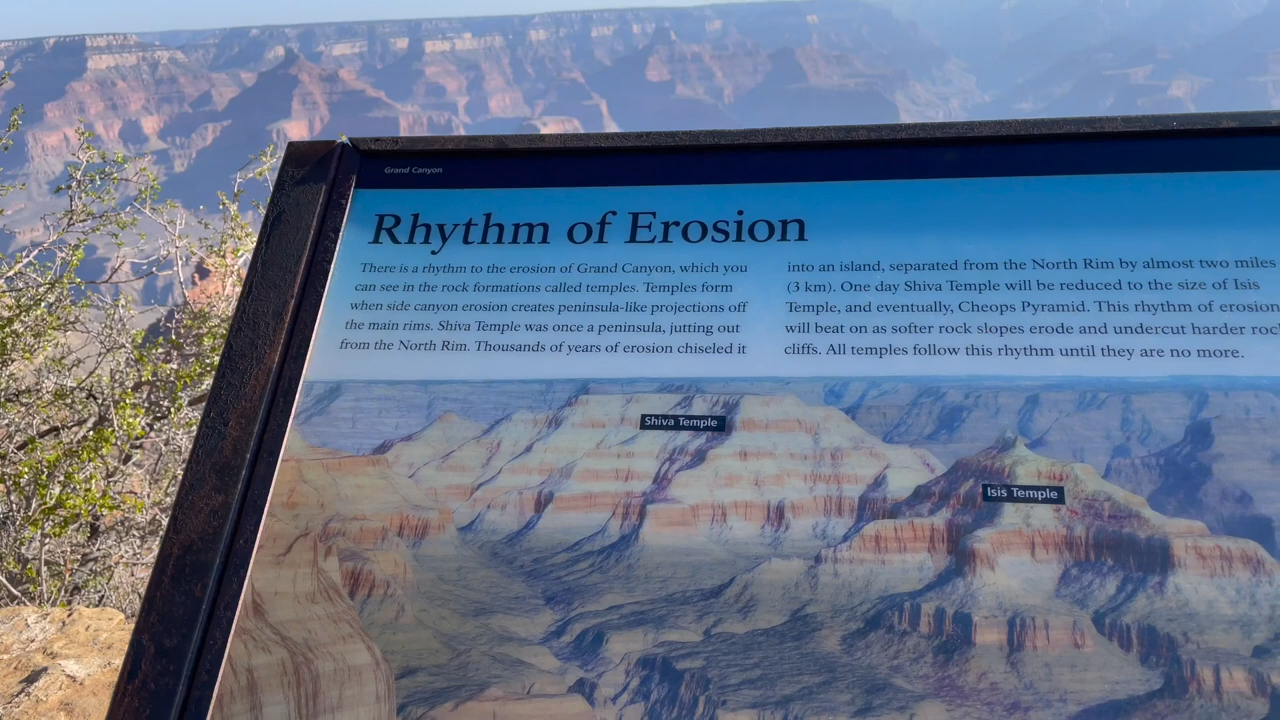 Grand Canyon
Rhythm of Erosion
There is a rhythm to the erosion of Grand Canyon, which you
can see in the rock formations called temples. Temples form
when side canyon erosion creates peninsula-like projections off
the main rims. Shiva Temple was once a peninsula, jutting out
from the North Rim. Thousands of years of erosion chiseled it
into an island, separated from the North Rim by almost two miles
(3 km). One day Shiva Temple will be reduced to the size of Isis
Temple, and eventually, Cheops Pyramid. This rhythm of erosion
will beat on as softer rock slopes erode and undercut harder roc
cliffs. All temples follow this rhythm until they are no more.
Shiva Temple
Isis Temple